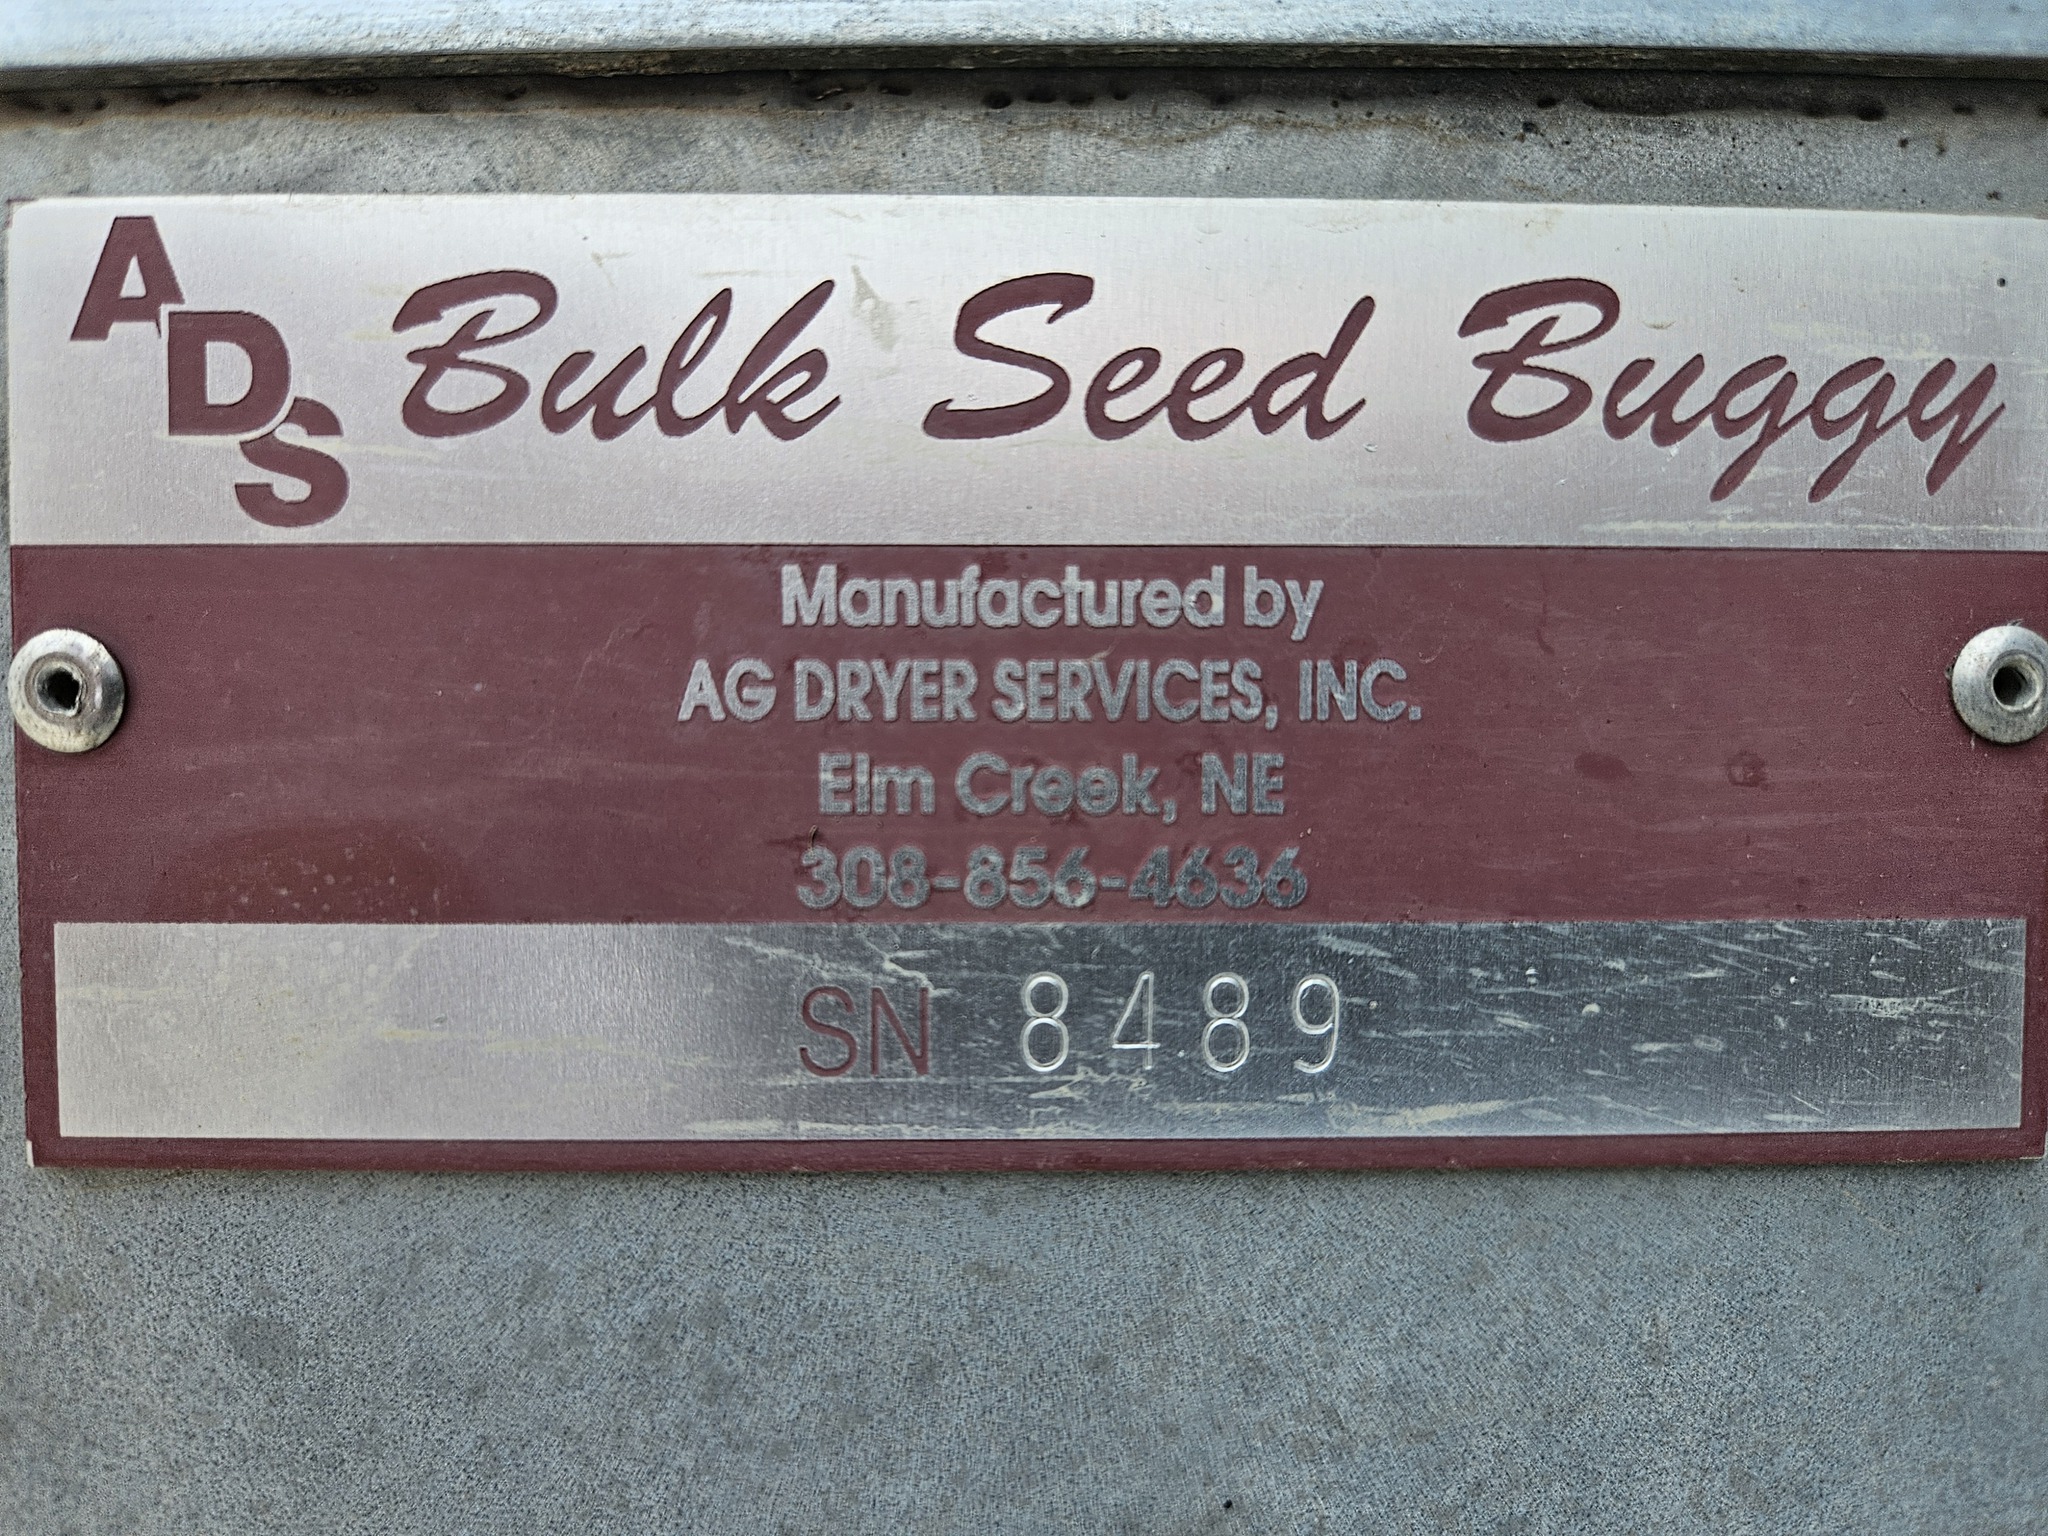 ADS Bulk Seed Buggy
Manufactured by
AG DRYER SERVICES, INC.
Elm Creek, NE
308-856-4636
SN 8489